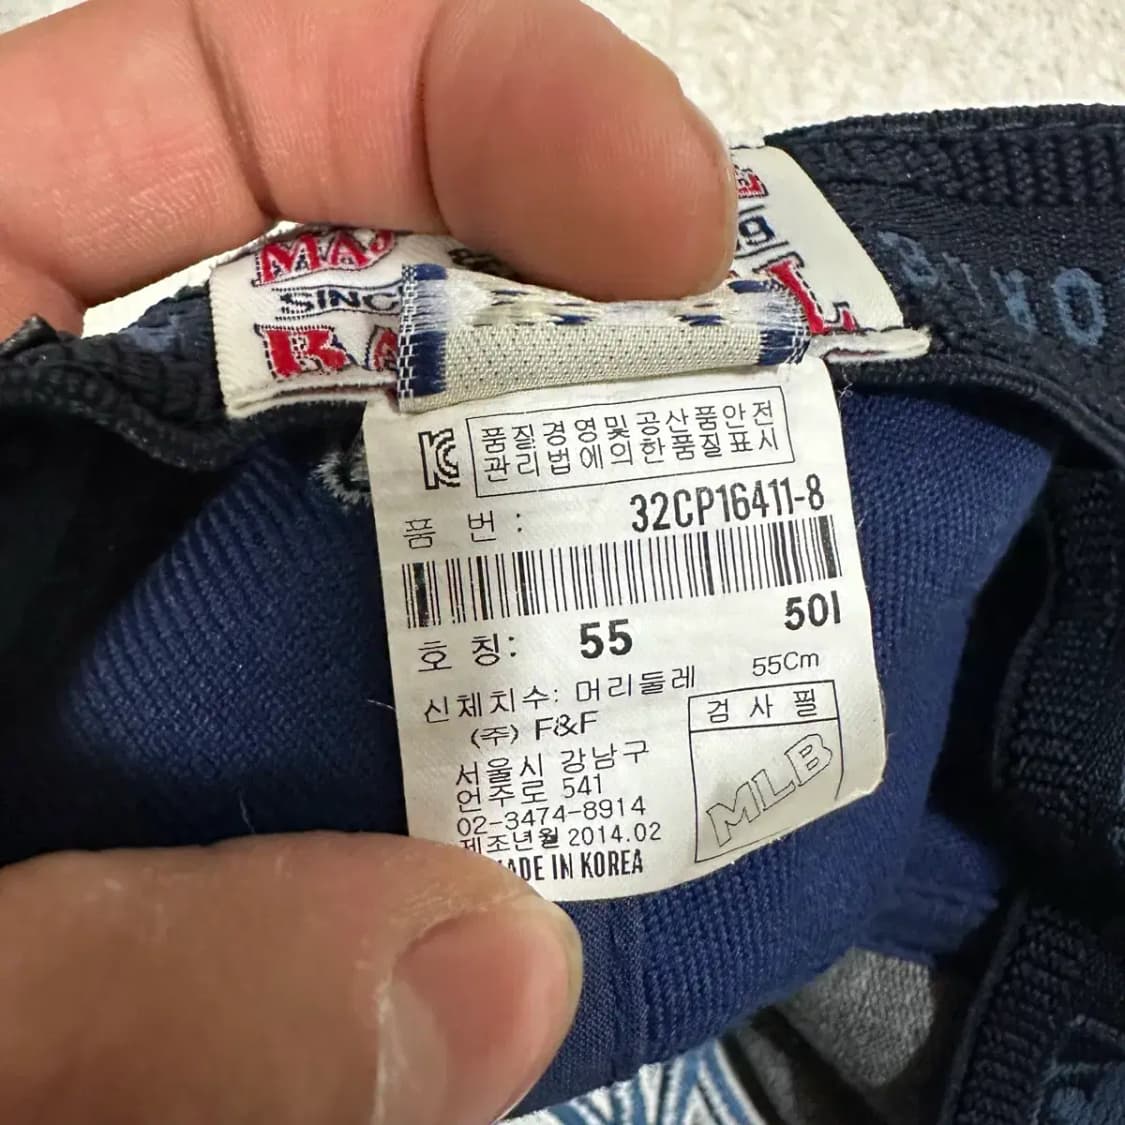 MA
SINC
품질경영및공산품안전
관리법에의한품질표시
품 번 : 32CP16411-8
50I
호 칭: 55
신체치수: 머리둘레 55Cm
(주) F&F
서울시 강남구
언주로 541
02-3474-8914
제조년월 2014.02
ADE IN KOREA
검 사 필
MLB